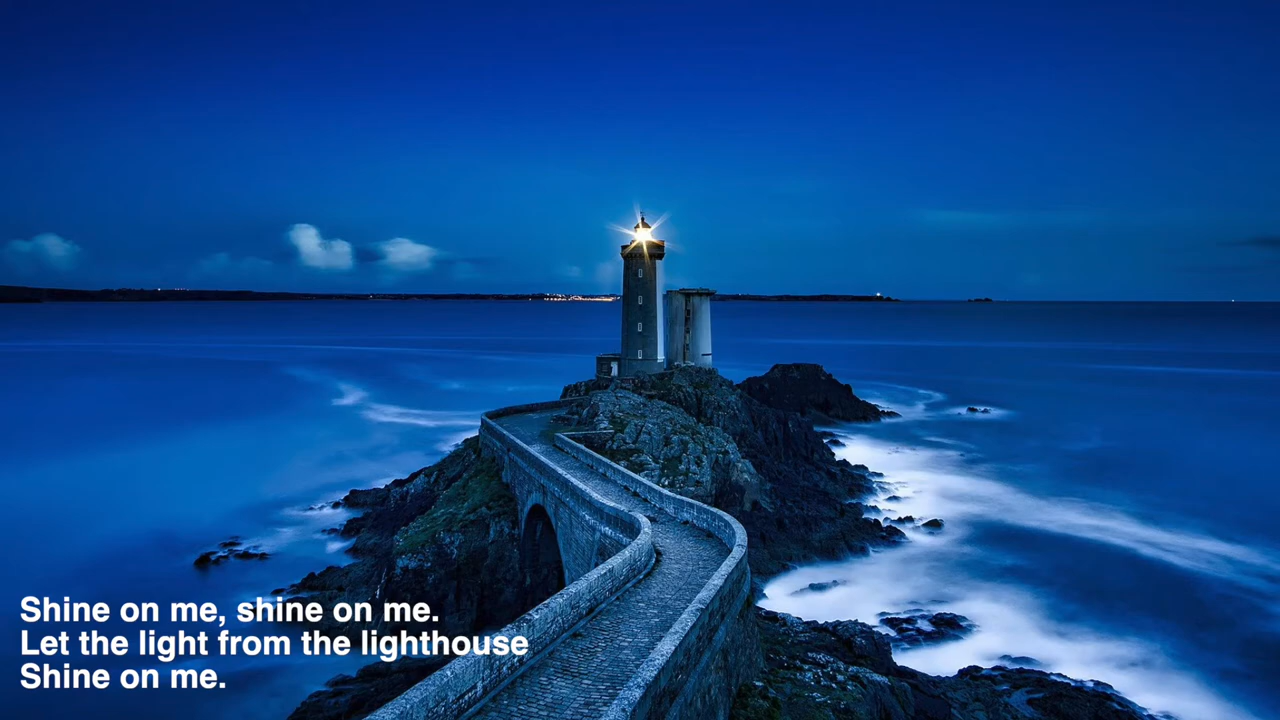 Shine on me, shine on me.
Let the light from the lighthouse
Shine on me.